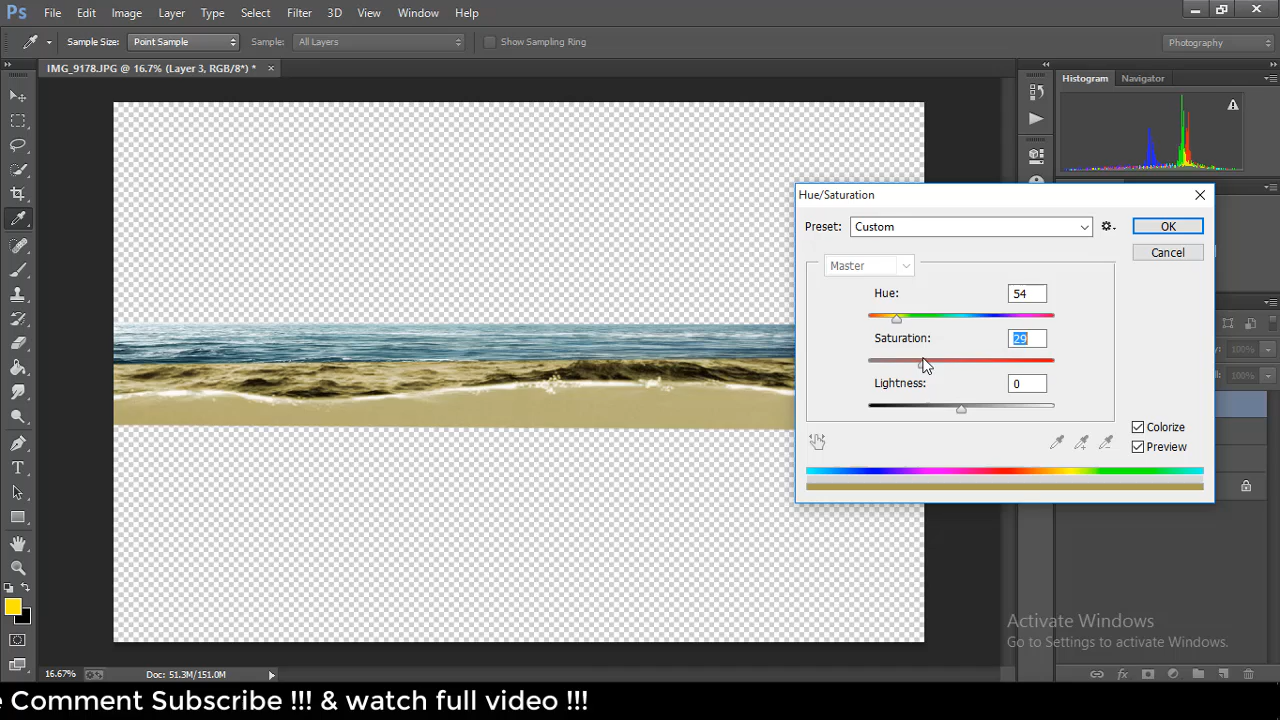 Ps File Edit Image Layer Type Select Filter 3D View Window Help
Sample Size: Point Sample Sample: All Layers Show Sampling Ring Photography
IMG_9178.JPG @ 16.7% (Layer 3, RGB/8*) * × Histogram Navigator
Hue/Saturation
Preset: Custom OK
Cancel
Master
Hue: 54
Saturation: 29
Lightness: 0
Colorize
Preview
100%
100%
Activate Windows
Go to Settings to activate Windows.
16.67% Doc: 51.3M/151.0M
e Comment Subscribe !!! & watch full video !!!